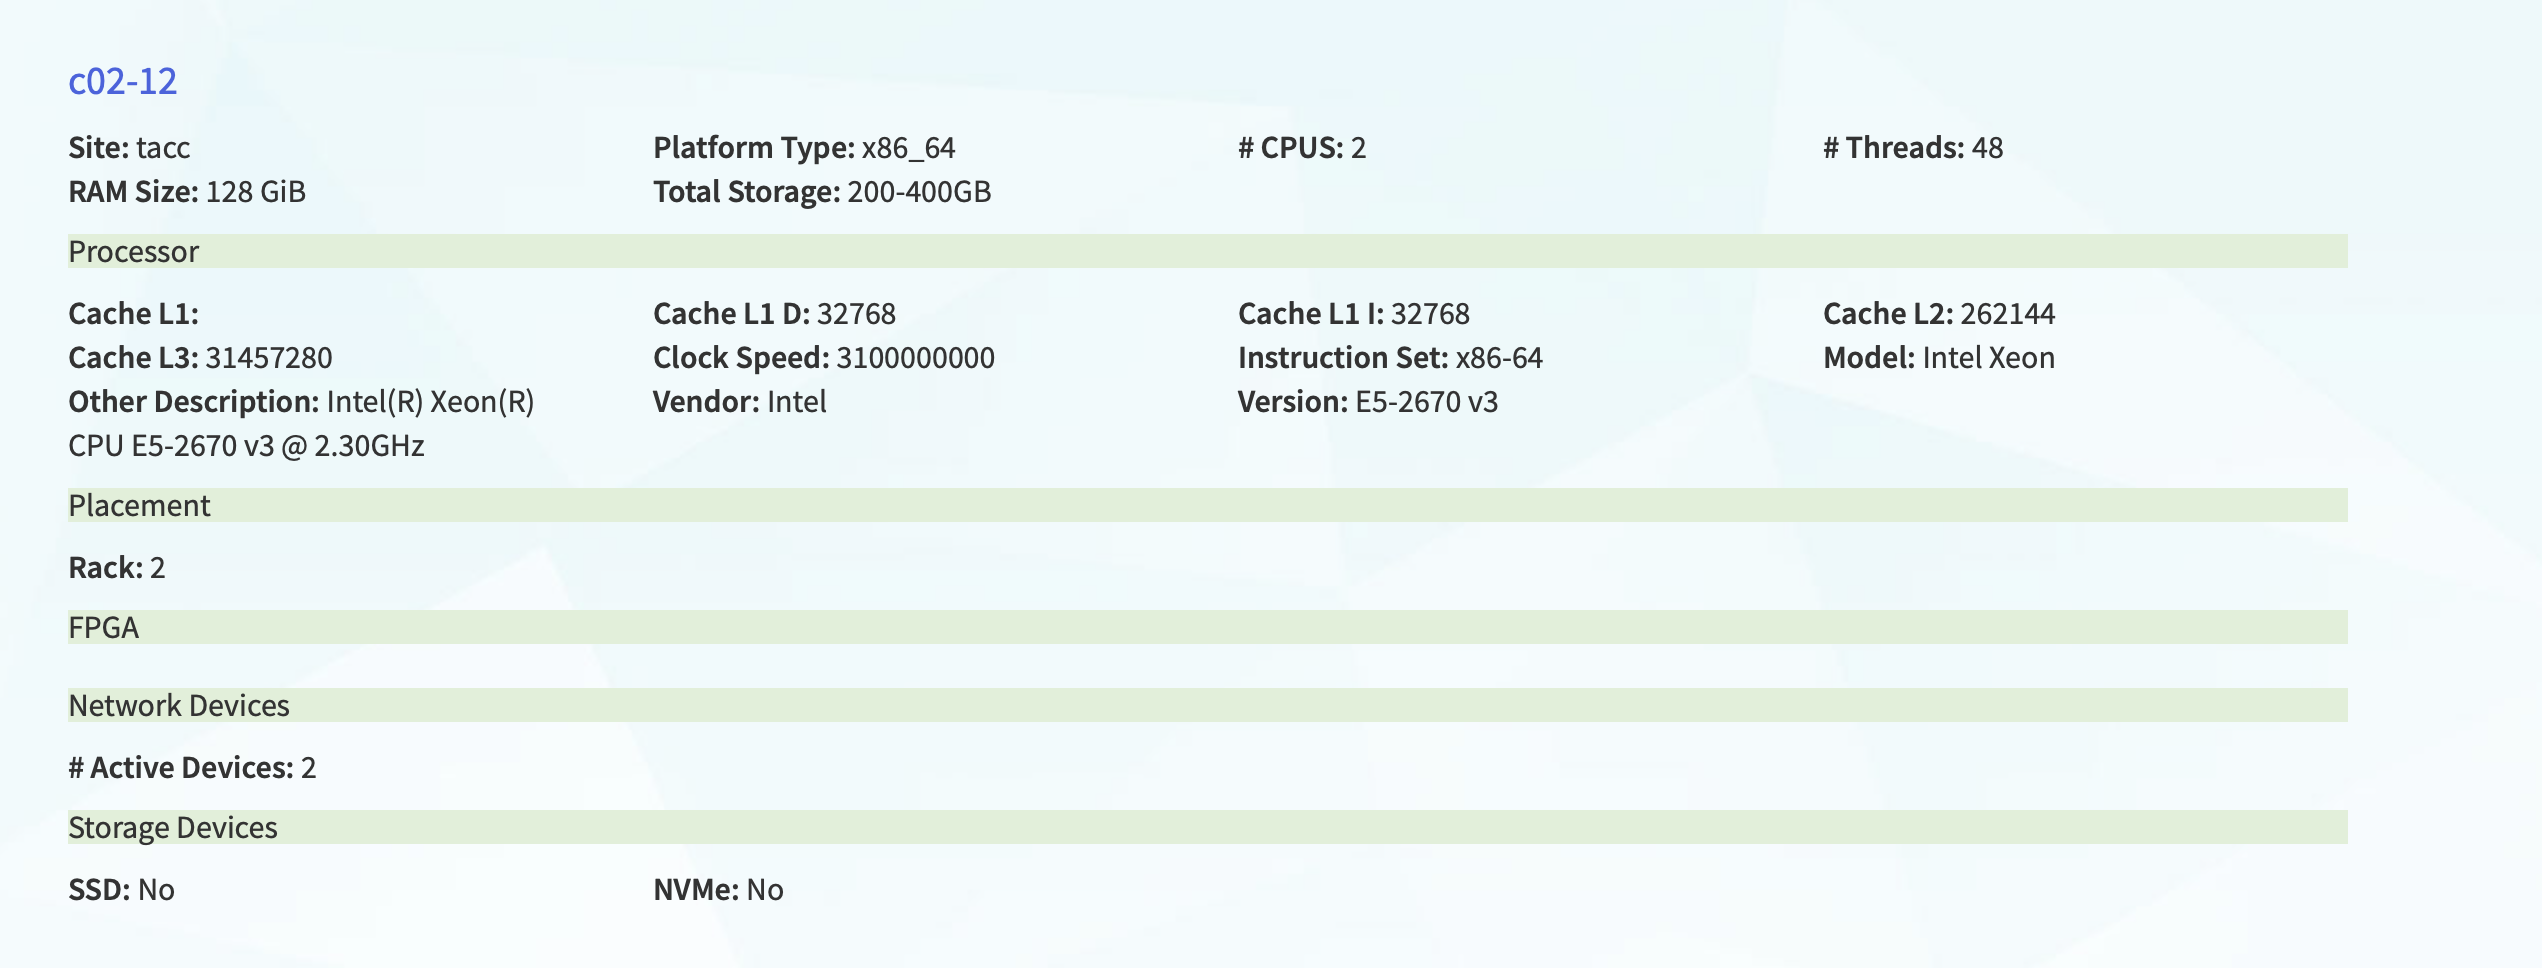 c02-12
Site: tacc Platform Type: x86_64 # CPUS: 2 # Threads: 48
RAM Size: 128 GiB Total Storage: 200-400GB
Processor
Cache L1: Cache L1 D: 32768 Cache L1 I: 32768 Cache L2: 262144
Cache L3: 31457280 Clock Speed: 3100000000 Instruction Set: x86-64 Model: Intel Xeon
Other Description: Intel(R) Xeon(R) Vendor: Intel Version: E5-2670 v3
CPU E5-2670 v3 @ 2.30GHz
Placement
Rack: 2
FPGA
Network Devices
# Active Devices: 2
Storage Devices
SSD: No NVMe: No